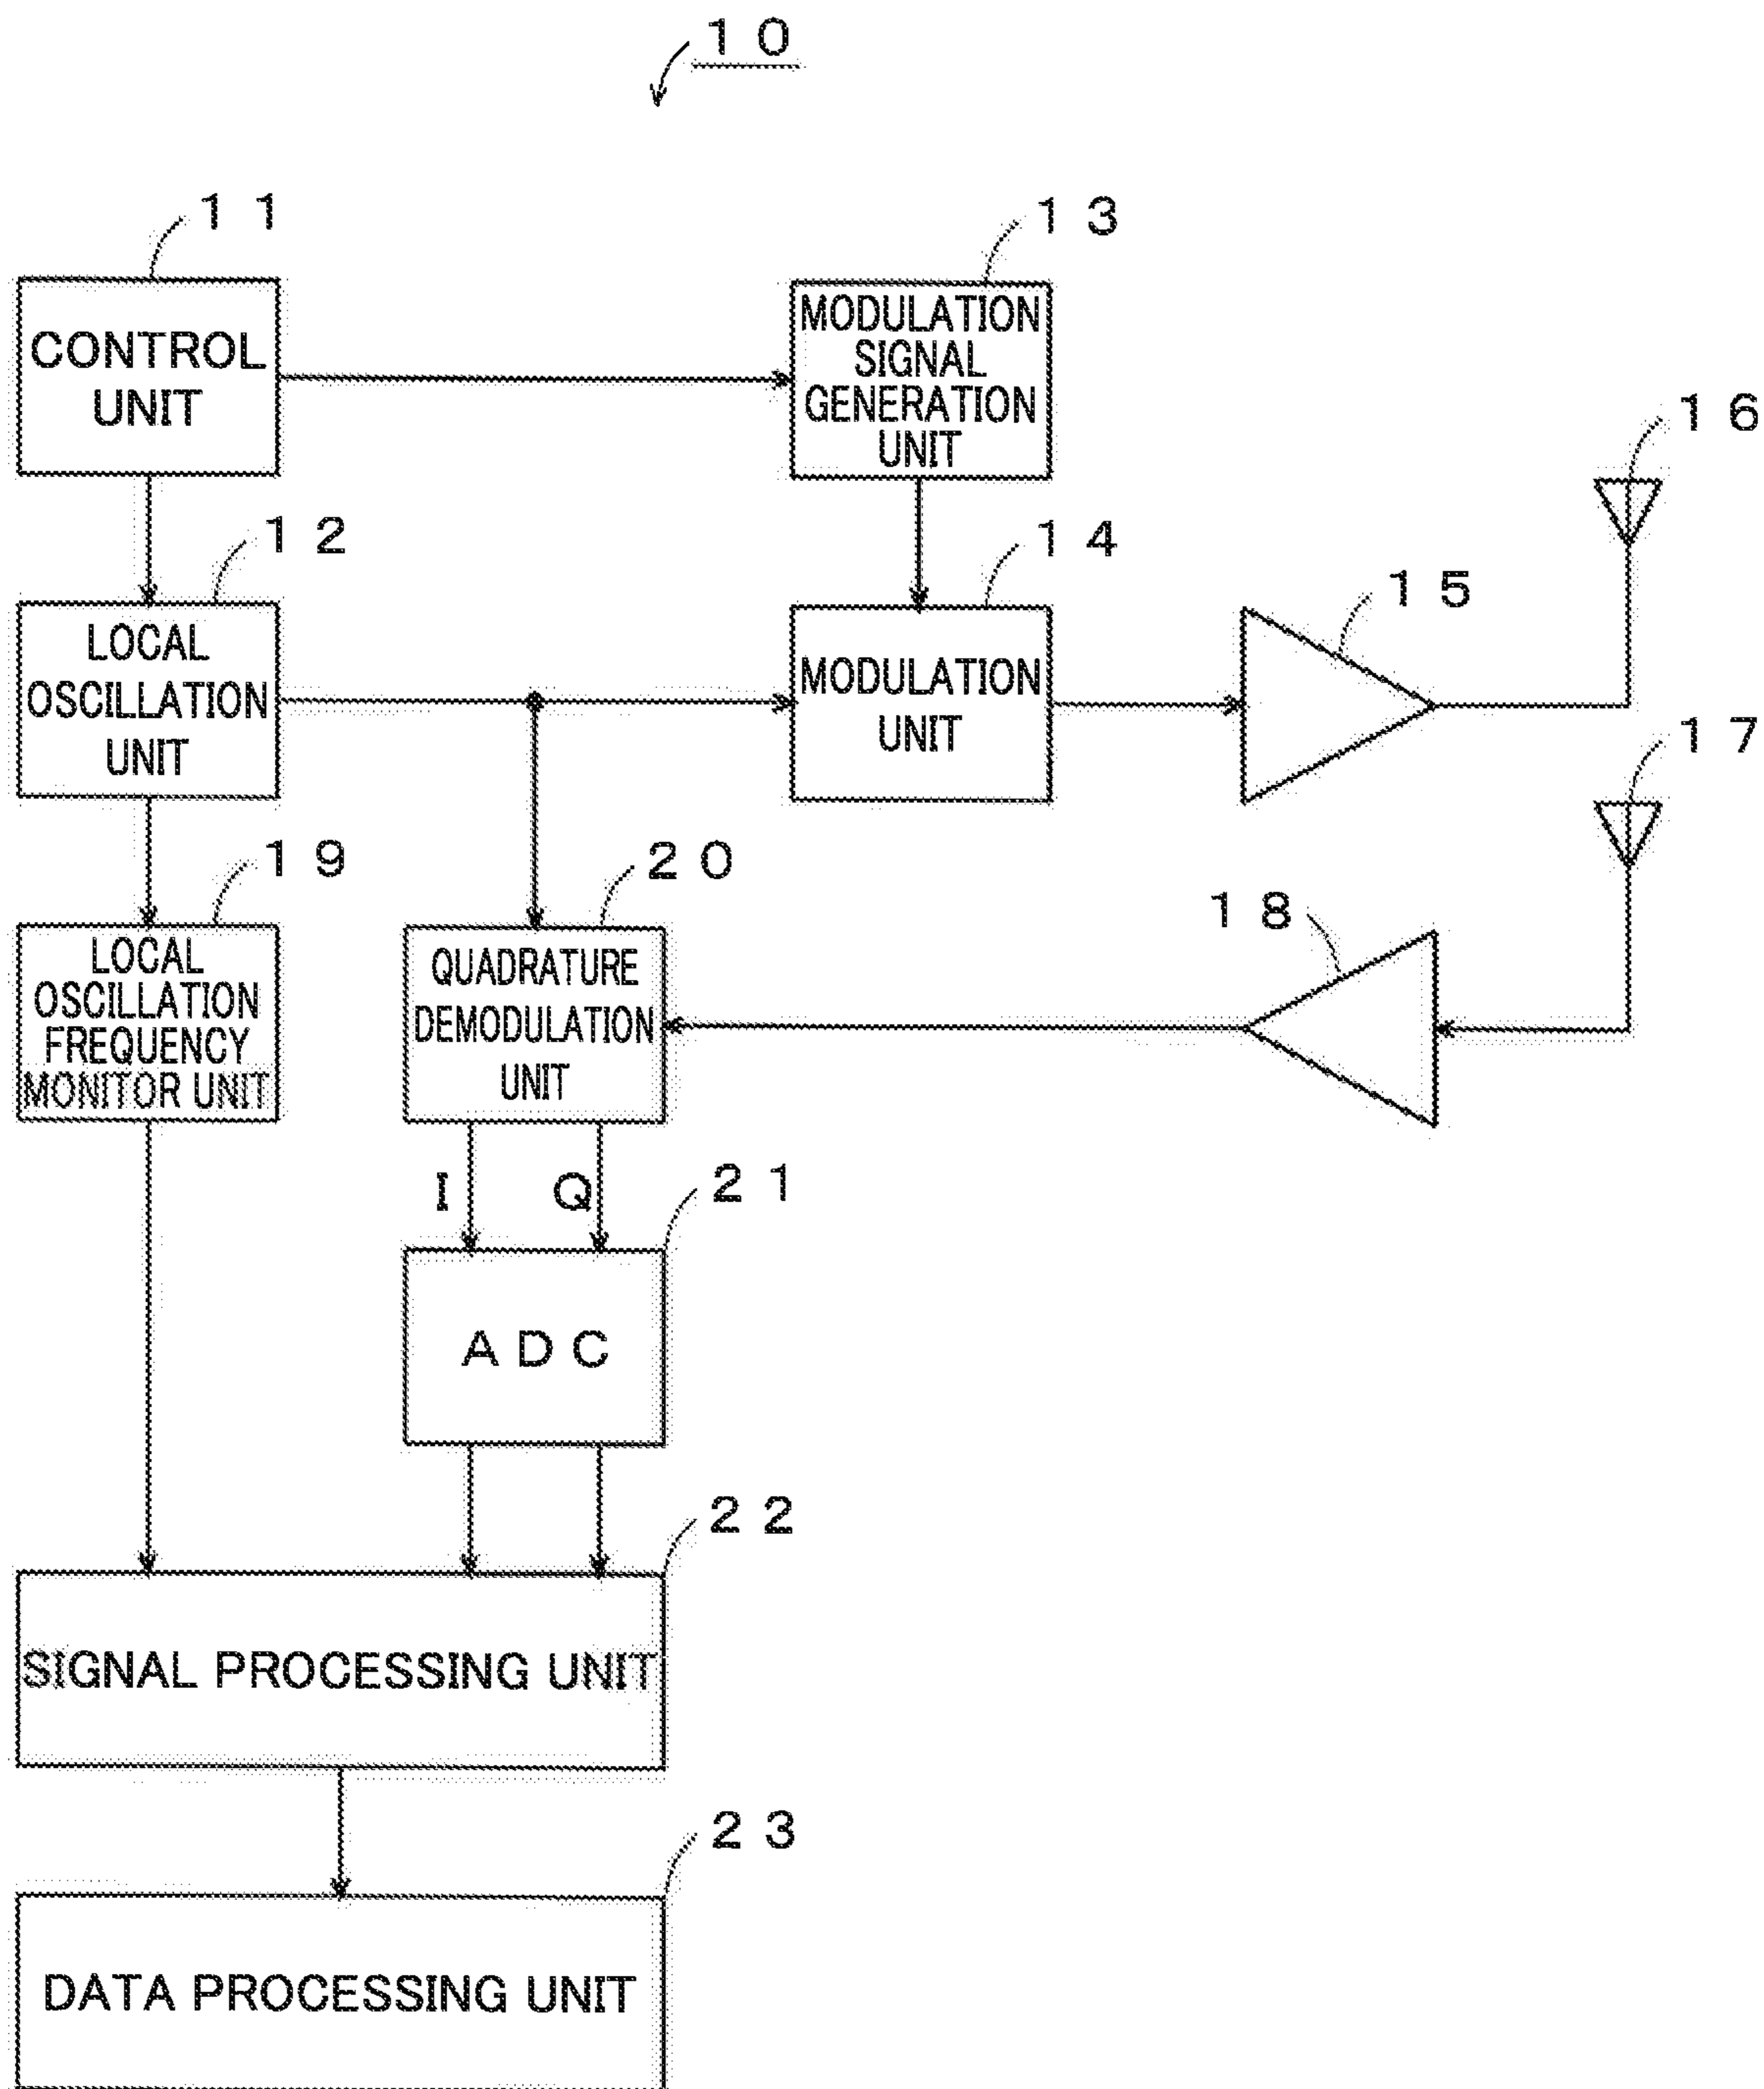 10
11
13
CONTROL
UNIT
MODULATION
SIGNAL
GENERATION
UNIT
16
12
14
15
LOCAL
OSCILLATION
UNIT
MODULATION
UNIT
17
19
20
18
LOCAL
OSCILLATION
FREQUENCY
MONITOR UNIT
QUADRATURE
DEMODULATION
UNIT
I
Q
21
ADC
22
SIGNAL PROCESSING UNIT
23
DATA PROCESSING UNIT